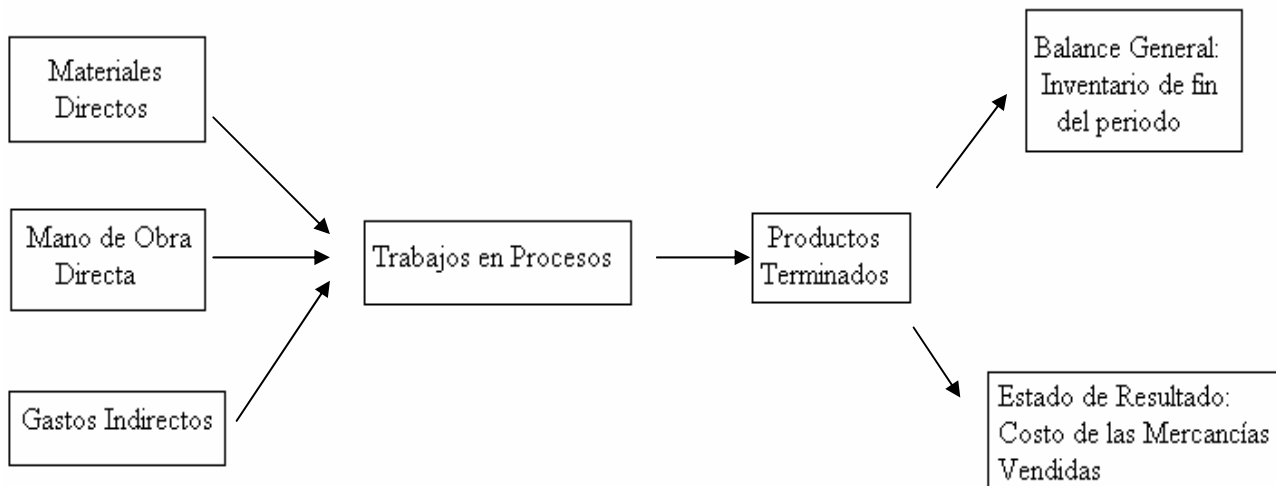 Materiales
Directos
Mano de Obra
Directa
Gastos Indirectos
Trabajos en Procesos
Productos
Terminados
Balance General:
Inventario de fin
del periodo
Estado de Resultado:
Costo de las Mercancías
Vendidas